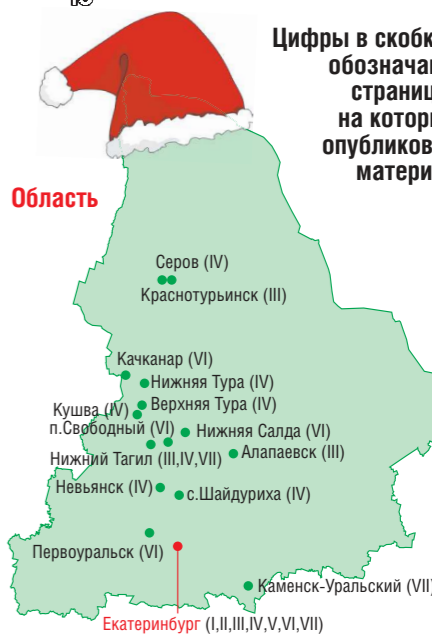 Цифры в скобк
обозначаю
страниц
на котор
опубликов
матери
Область
Серов (IV)
Краснотурьинск (III)
Качканар (VI)
Нижняя Тура (IV)
Верхняя Тура (IV)
Кушва (IV)
п.Свободный (VI)
Нижняя Салда (VI)
Алапаевск (III)
Нижний Тагил (III,IV,VII)
Невьянск (IV)
с.Шайдуриха (IV)
Первоуральск (VI)
Каменск-Уральский (VII)
Екатеринбург (I,II,III,IV,V,VI,VII)